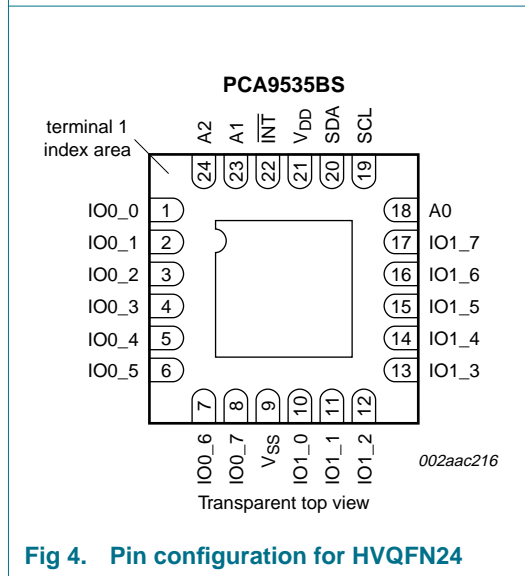 PCA9535BS
terminal 1
index area
A2
A1
INT
VDD
SDA
SCL
24
23
22
21
20
19
IO0_0 1
IO0_1 2
IO0_2 3
IO0_3 4
IO0_4 5
IO0_5 6
18 A0
17 IO1_7
16 IO1_6
15 IO1_5
14 IO1_4
13 IO1_3
7
8
9
10
11
12
IO0_6
IO0_7
VSS
IO1_0
IO1_1
IO1_2
002aac216
Transparent top view
Fig 4. Pin configuration for HVQFN24